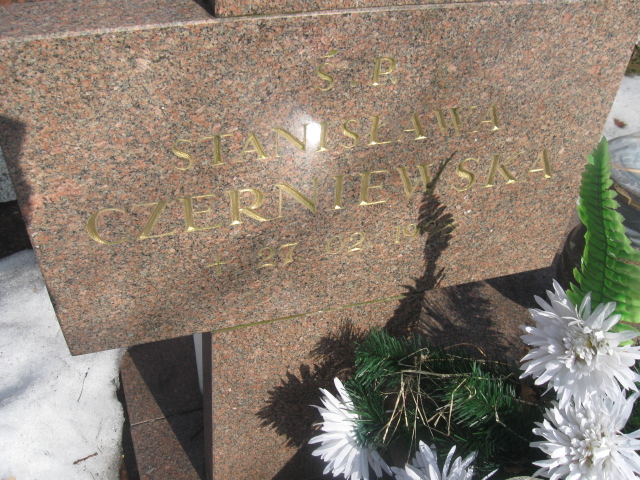 Ś. P.
STANISŁAWA
CZERNIEWSKA
+ 27 02